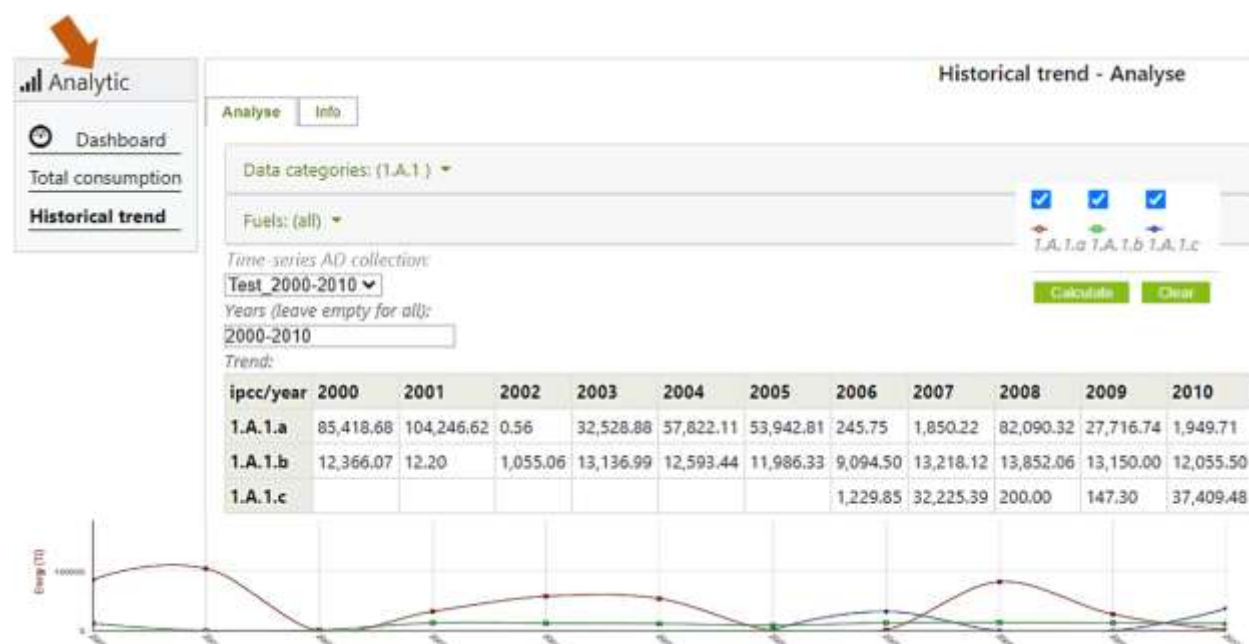 Analytic
Dashboard
Total consumption
Historical trend
Historical trend - Analyse
Analyse Info
Data categories: (1.A.1 )
Fuels: (all)
1.A.1.a 1.A.1.b 1.A.1.c
Calculate Clear
Time-series AD collection:
Test_2000-2010
Years (leave empty for all):
2000-2010
Trend:
ipcc/year 2000 2001 2002 2003 2004 2005 2006 2007 2008 2009 2010
1.A.1.a 85,418.68 104,246.62 0.56 32,528.88 57,822.11 53,942.81 245.75 1,850.22 82,090.32 27,716.74 1,949.71
1.A.1.b 12,366.07 12.20 1,055.06 13,136.99 12,593.44 11,986.33 9,094.50 13,218.12 13,852.06 13,150.00 12,055.50
1.A.1.c 1,229.85 32,225.39 200.00 147.30 37,409.48
Energy (TJ)
100000
0